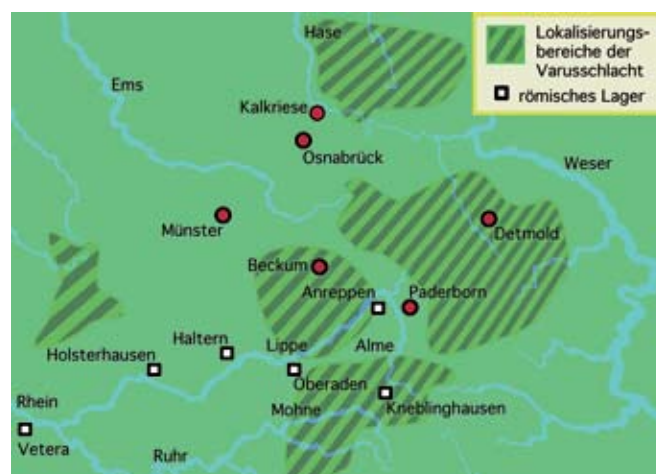 Lokalisierungs-
bereiche der
Varusschlacht
römisches Lager
Hase
Ems
Kalkriese
Osnabrück
Weser
Münster
Detmold
Beckum
Anreppen
Paderborn
Haltern
Lippe
Alme
Holsterhausen
Oberaden
Rhein
Mohne
Kneblinghausen
Vetera
Ruhr